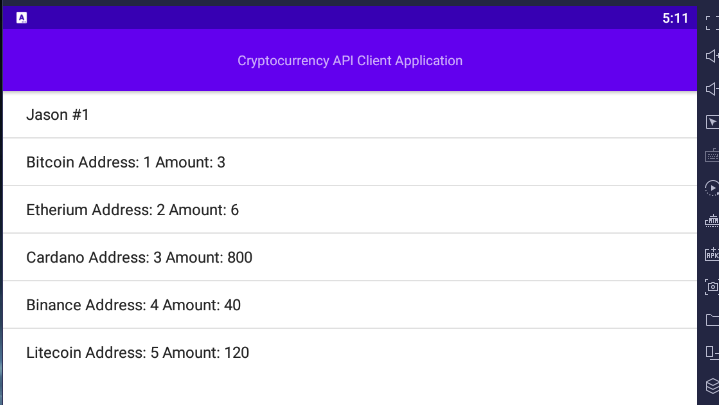 A
5:11
Cryptocurrency API Client Application
Jason #1
Bitcoin Address: 1 Amount: 3
Etherium Address: 2 Amount: 6
Cardano Address: 3 Amount: 800
Binance Address: 4 Amount: 40
Litecoin Address: 5 Amount: 120